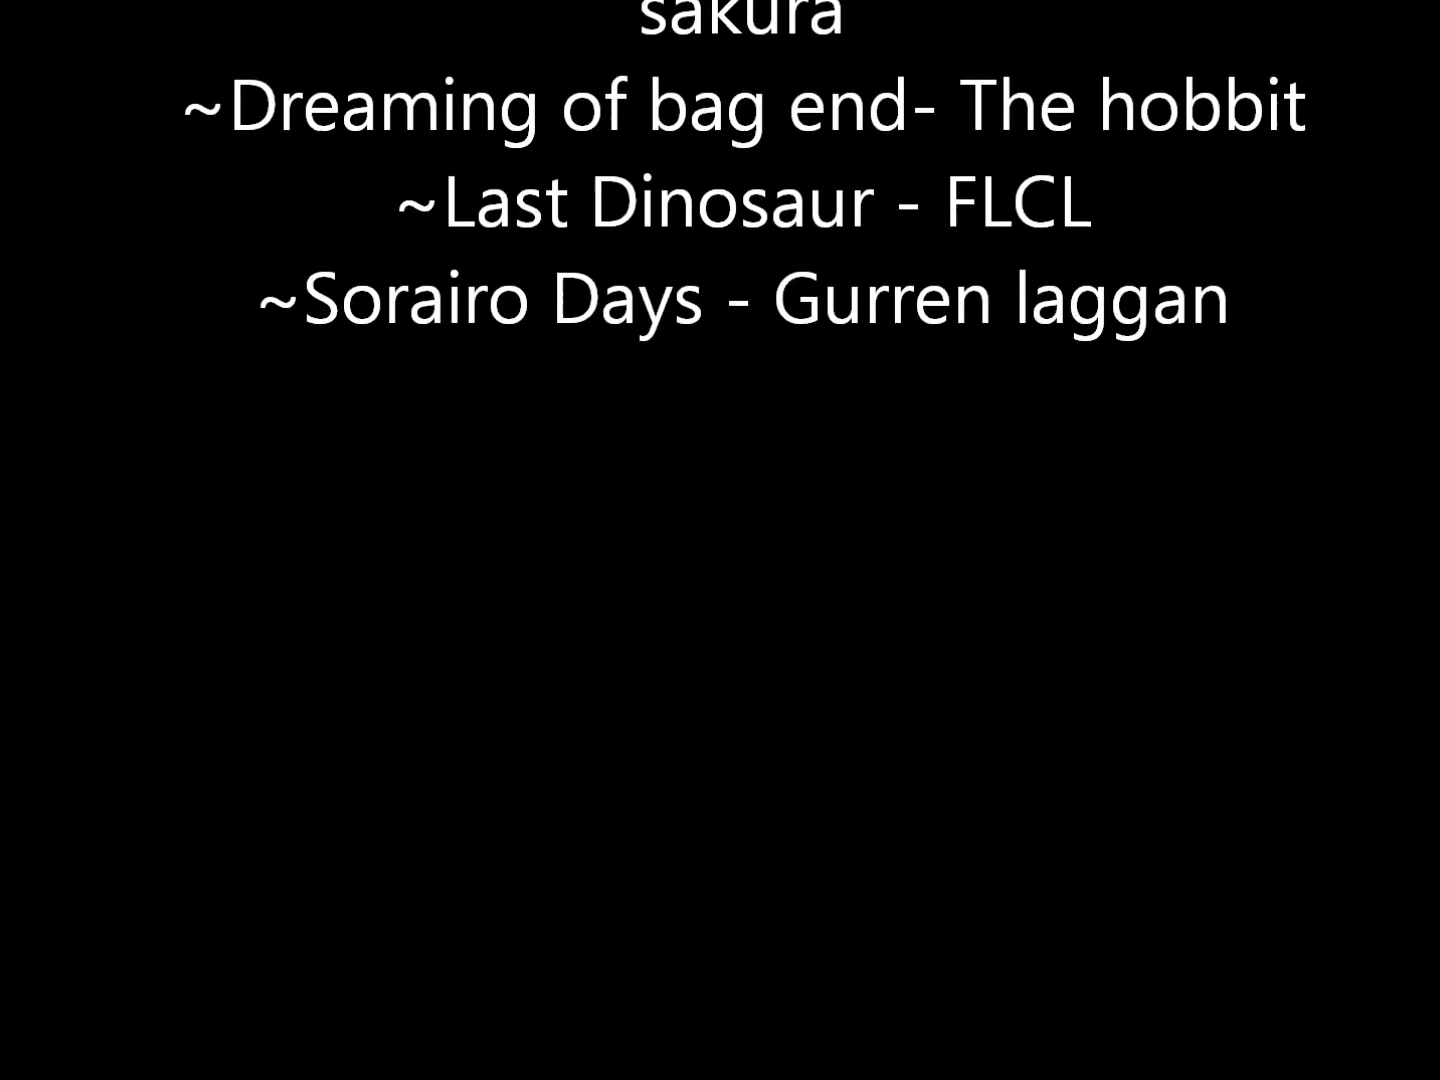 sakura
~Dreaming of bag end- The hobbit
~Last Dinosaur - FLCL
~Sorairo Days - Gurren laggan